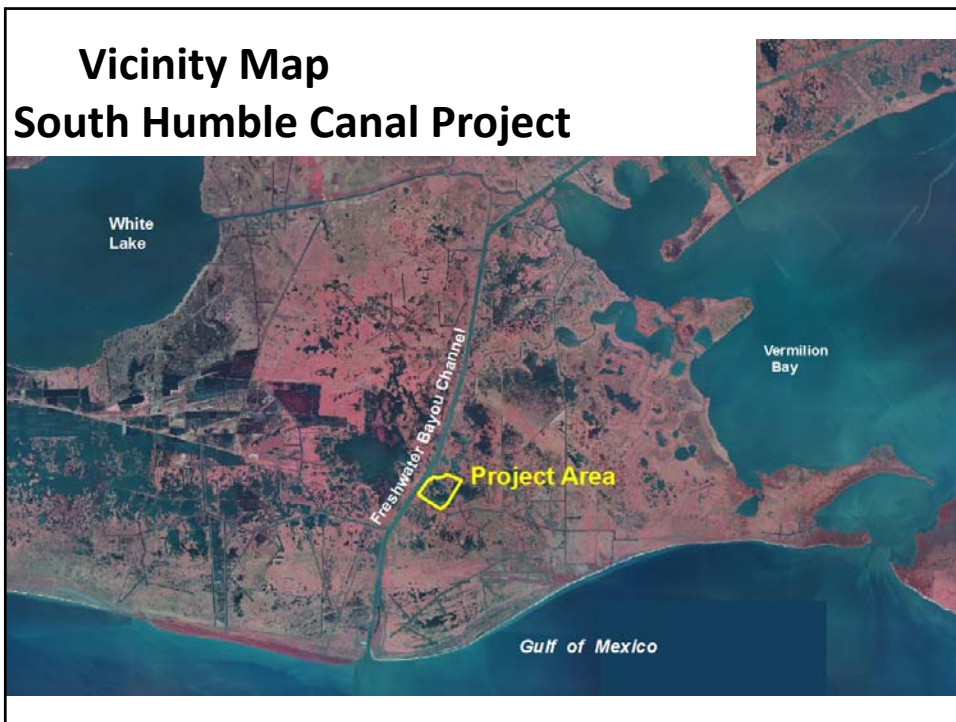 Vicinity Map
South Humble Canal Project
White
Lake
Vermilion
Bay
Freshwater Bayou Channel
Project Area
Gulf of Mexico